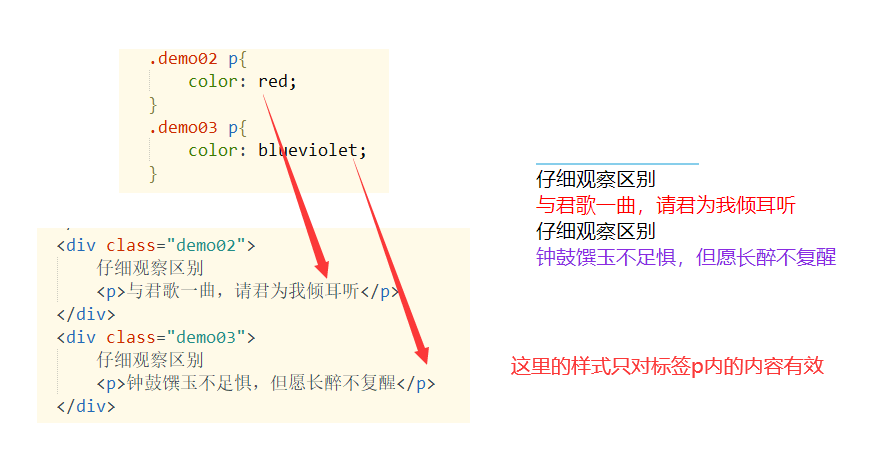 .demo02 p{
color: red;
}
.demo03 p{
color: blueviolet;
}
<div class="demo02">
仔细观察区别
<p>与君歌一曲，请君为我倾耳听</p>
</div>
<div class="demo03">
仔细观察区别
<p>钟鼓馔玉不足惧，但愿长醉不复醒</p>
</div>
仔细观察区别
与君歌一曲，请君为我倾耳听
仔细观察区别
钟鼓馔玉不足惧，但愿长醉不复醒
这里的样式只对标签p内的内容有效